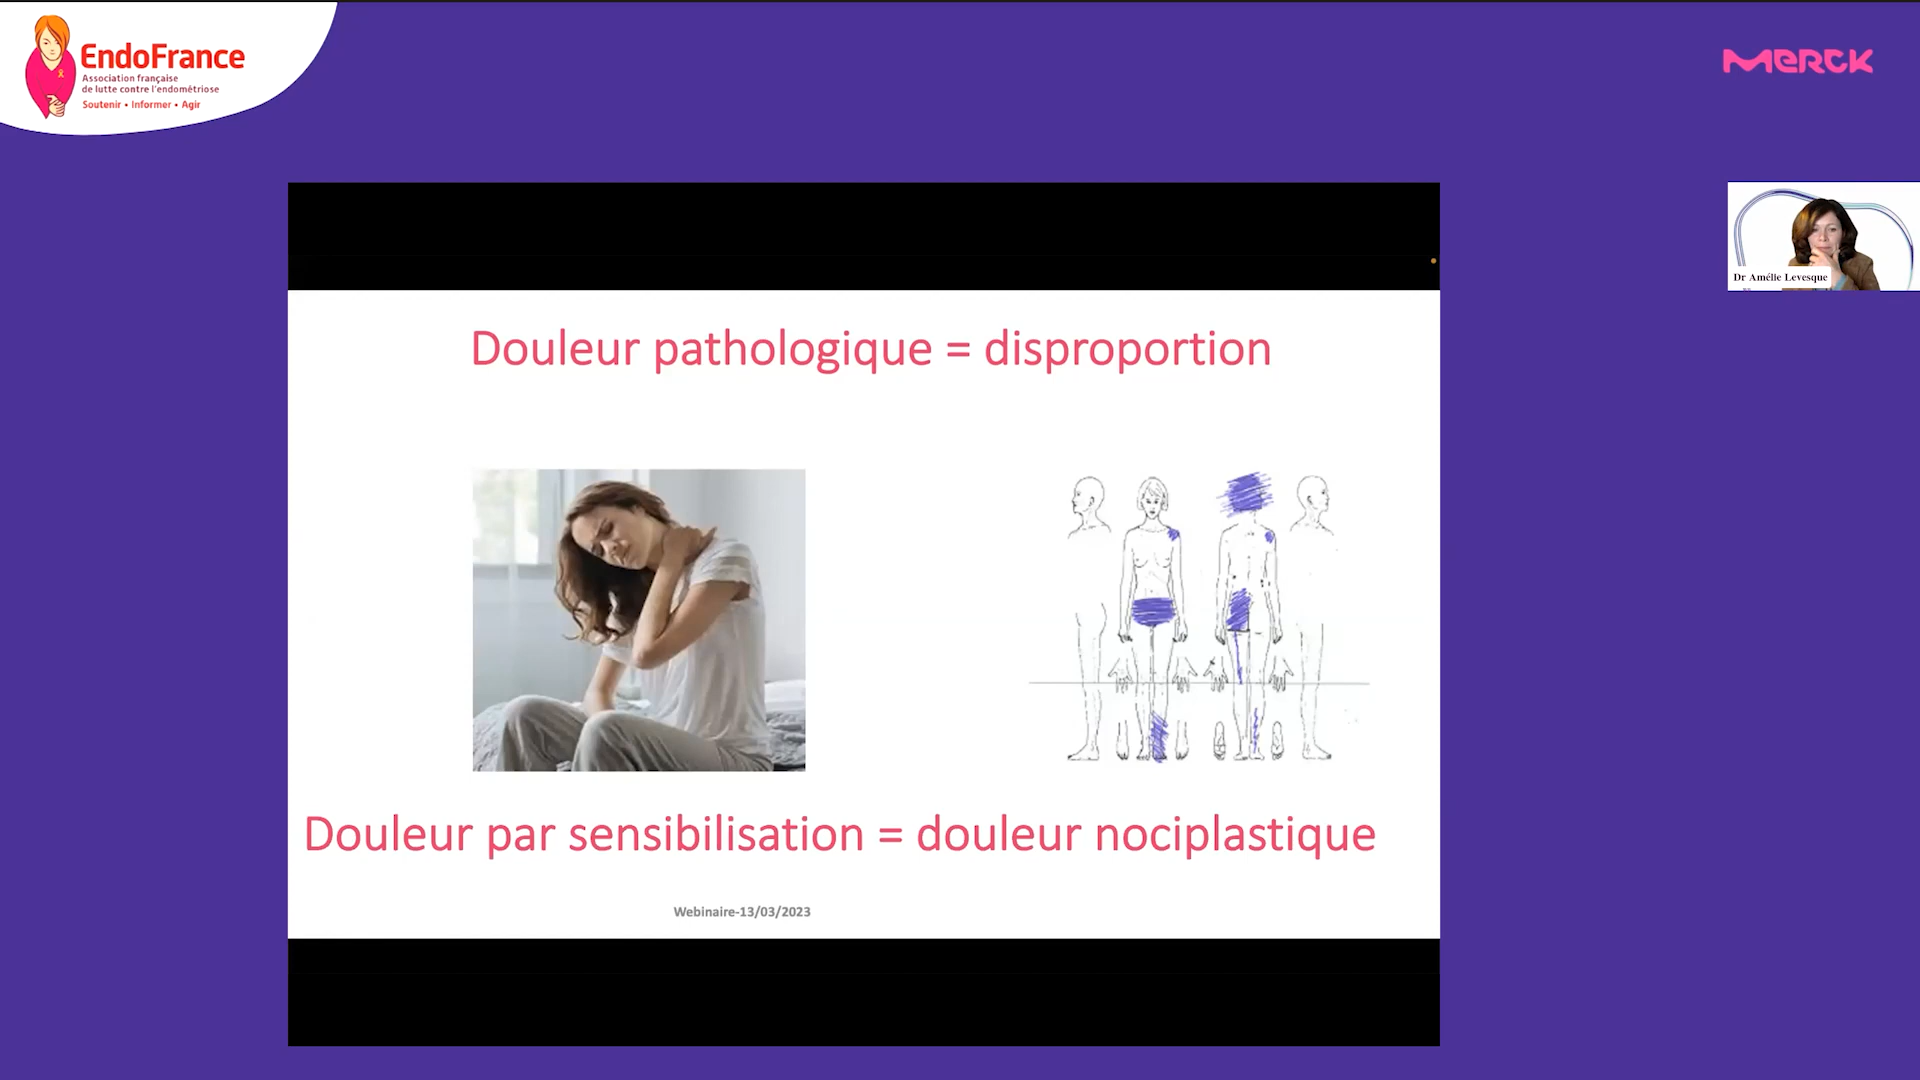 EndoFrance
Association française
de lutte contre l'endométriose
Soutenir • Informer • Agir
MERCK
Dr Amélie Levesque
Douleur pathologique = disproportion
Douleur par sensibilisation = douleur nociplastique
Webinaire-13/03/2023